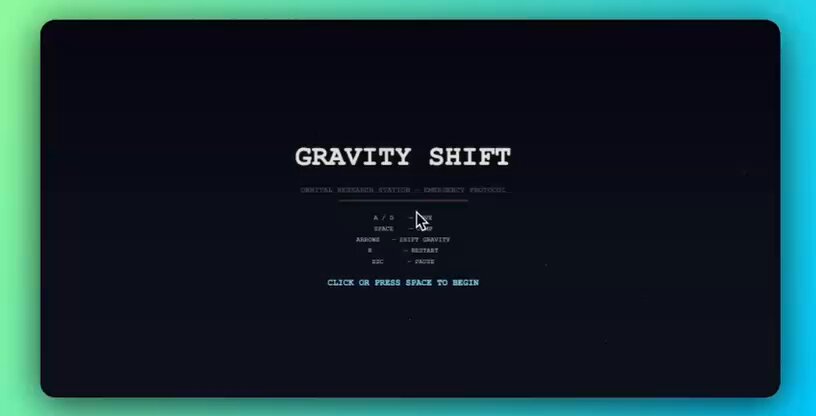 GRAVITY SHIFT
ORBITAL RESEARCH STATION — EMERGENCY PROTOCOL
A / D —
SPACE —
ARROWS — SHIFT GRAVITY
R — RESTART
ESC — PAUSE
CLICK OR PRESS SPACE TO BEGIN